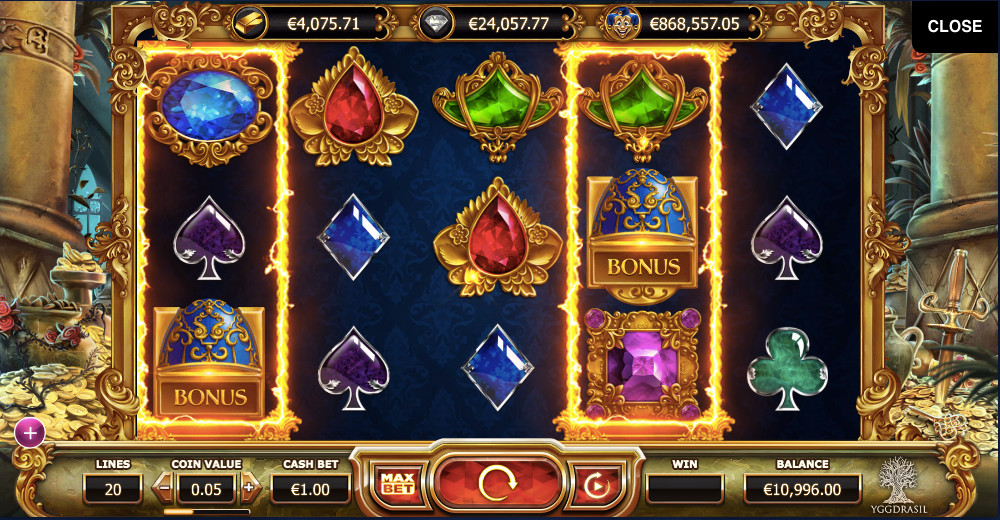 €4,075.71
€24,057.77
€868,557.05
CLOSE
BONUS
BONUS
LINES
COIN VALUE
CASH BET
WIN
BALANCE
20
0.05
€1.00
MAX
BET
€10,996.00
YGGDRASIL